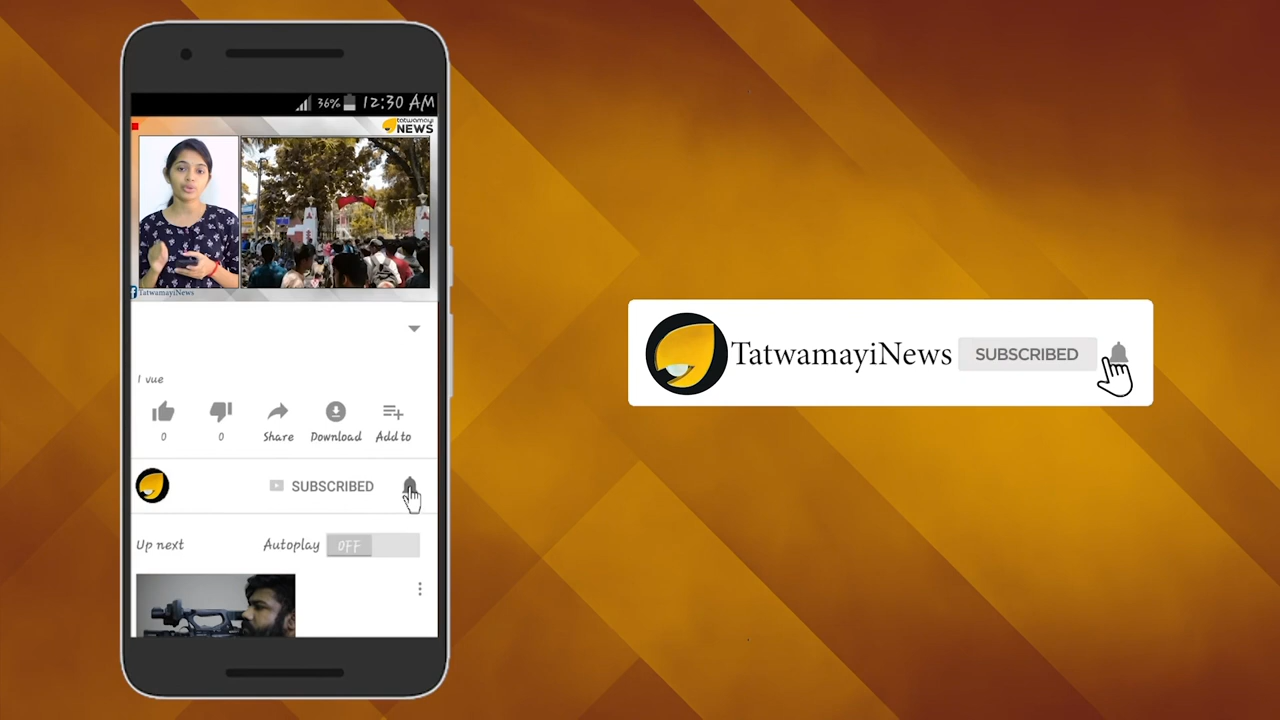 36% 12:30 AM
tatwamayi
NEWS
TatwamayiNews
1 vue
0 0 Share Download Add to
SUBSCRIBED
Up next Autoplay OFF
TatwamayiNews SUBSCRIBED